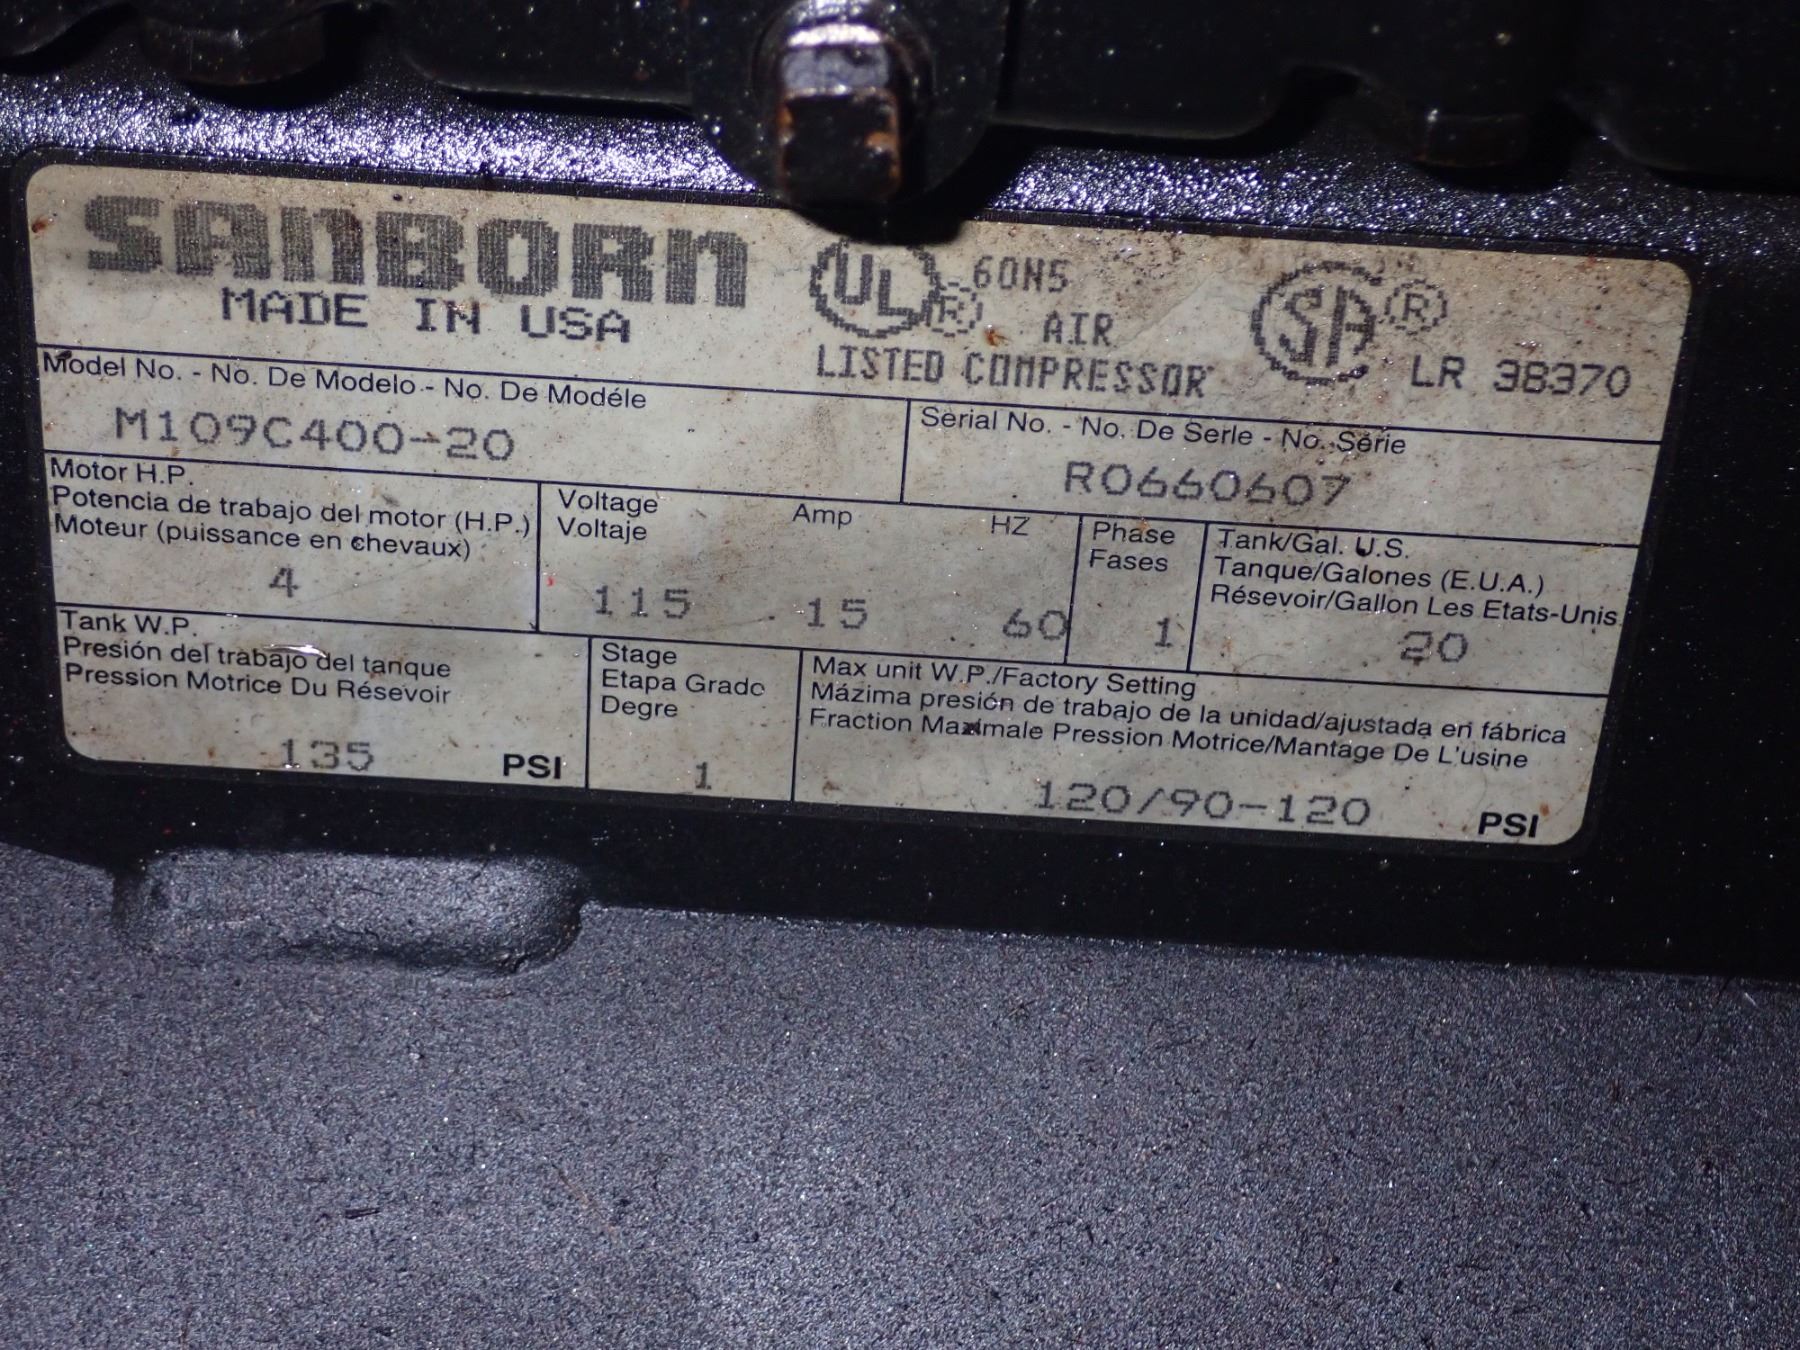 SANBORN
MADE IN USA
UL ® 60N5
AIR
LISTED COMPRESSOR
SA ® LR 38370
Model No. - No. De Modelo - No. De Modéle
M109C400-20
Serial No. - No. De Serle - No. Série
R0660607
Motor H.P.
Potencia de trabajo del motor (H.P.)
Moteur (puissance en chevaux)
4
Voltage Amp HZ
Voltaje
115 15 60
Phase
Fases
1
Tank/Gal. U.S.
Tanque/Galones (E.U.A.)
Résevoir/Gallon Les Etats-Unis
20
Tank W.P.
Presión del trabajo del tanque
Pression Motrice Du Résevoir
135 PSI
Stage
Etapa Grado
Degre
1
Max unit W.P./Factory Setting
Mázima presión de trabajo de la unidad/ajustada en fábrica
Fraction Maximale Pression Motrice/Mantage De L'usine
120/90-120 PSI